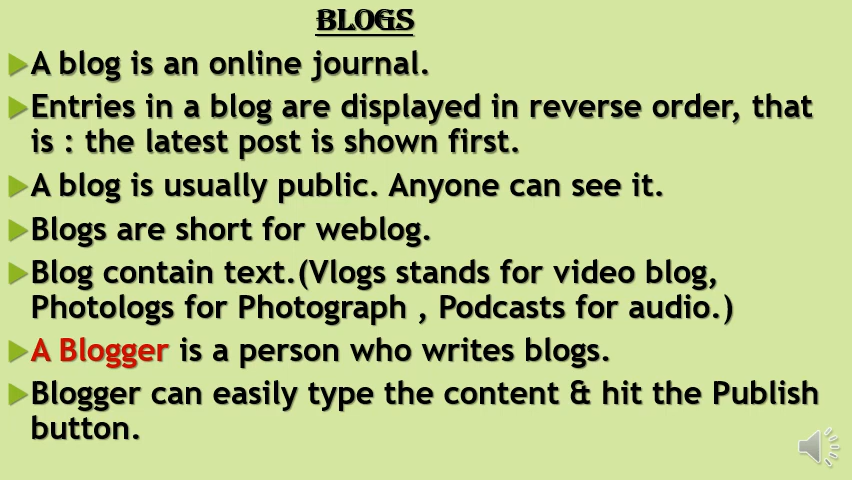 BLOGS
A blog is an online journal.
Entries in a blog are displayed in reverse order, that
is : the latest post is shown first.
A blog is usually public. Anyone can see it.
Blogs are short for weblog.
Blog contain text.(Vlogs stands for video blog,
Photologs for Photograph , Podcasts for audio.)
A Blogger is a person who writes blogs.
Blogger can easily type the content & hit the Publish
button.